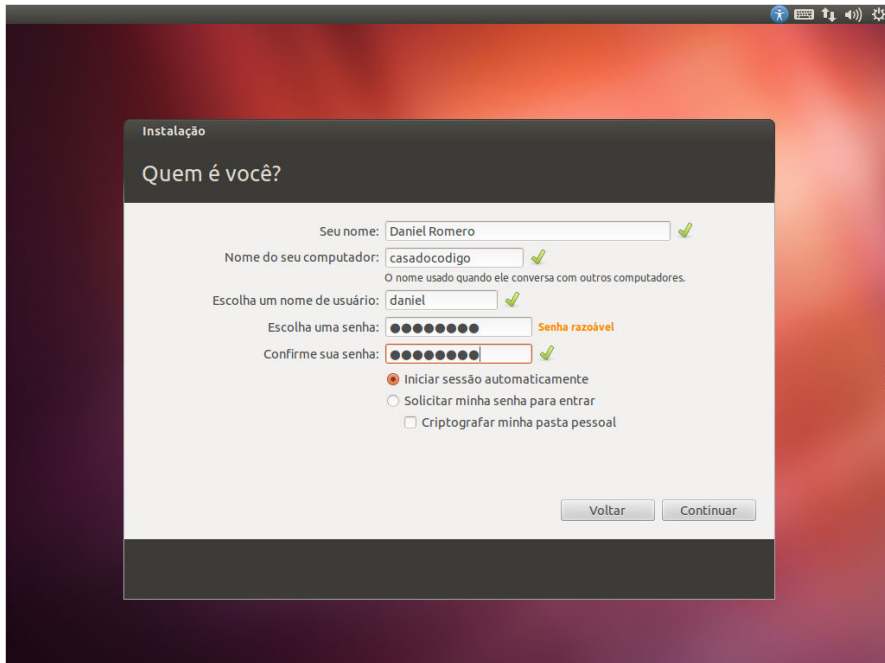 Instalação
Quem é você?
Seu nome: Daniel Romero
Nome do seu computador: casadocodigo
O nome usado quando ele conversa com outros computadores.
Escolha um nome de usuário: daniel
Escolha uma senha: ●●●●●●●● Senha razoável
Confirme sua senha: ●●●●●●●●
Iniciar sessão automaticamente
Solicitar minha senha para entrar
Criptografar minha pasta pessoal
Voltar Continuar